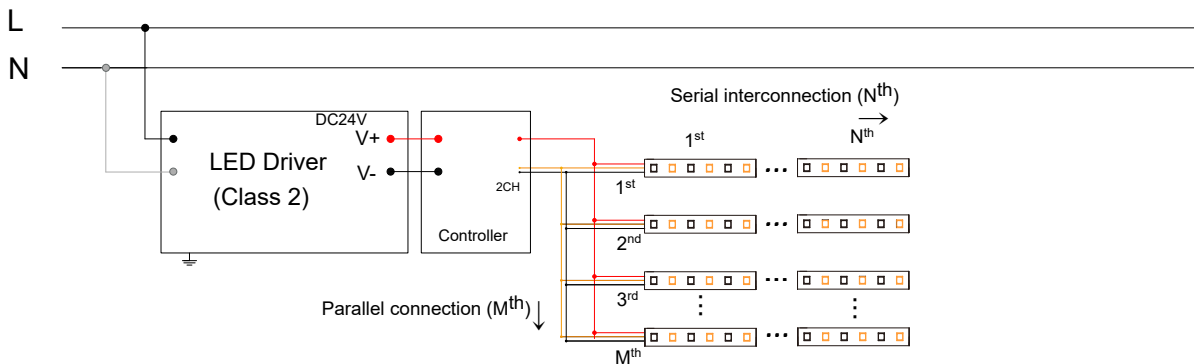 L
N
Serial interconnection (Nth)
1st
Nth
DC24V
V+
LED Driver
(Class 2)
V-
2CH
1st
Controller
2nd
3rd
Parallel connection (Mth)
Mth